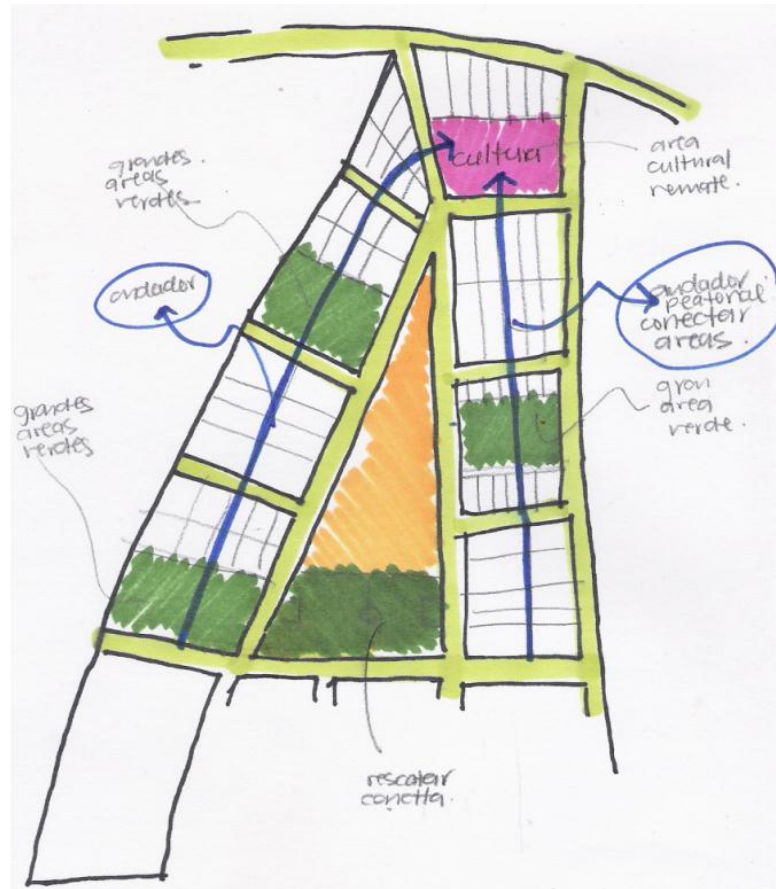 grandes
areas
verdes
cultura
area
cultural
remate.
andador
andador
peatonal
conectar
areas.
grandes
areas
verdes
gran
area
verde.
rescatar